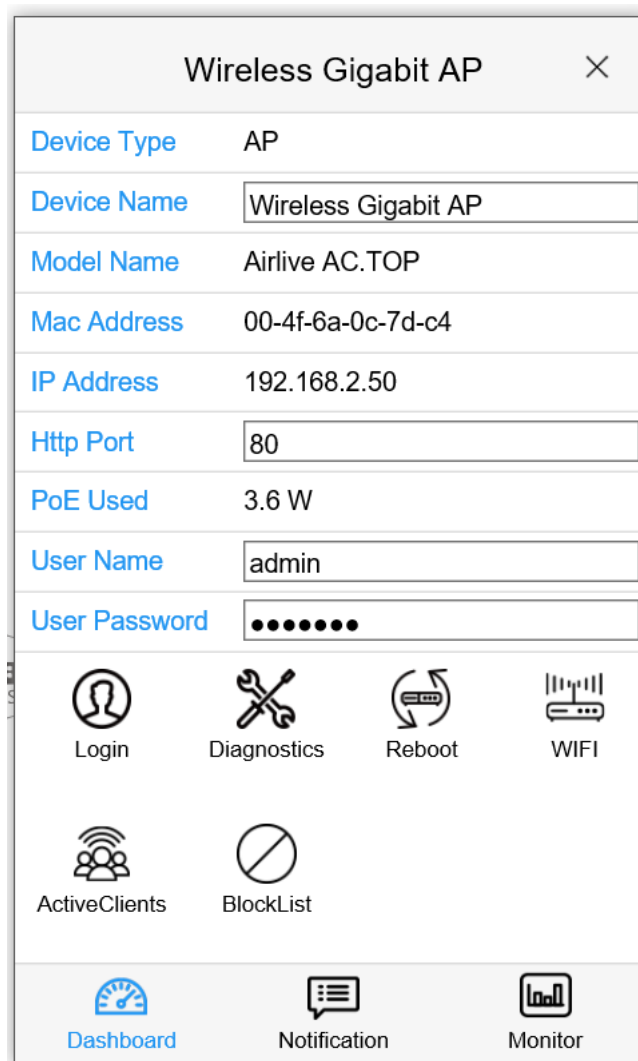 Wireless Gigabit AP
Device Type AP
Device Name Wireless Gigabit AP
Model Name Airlive AC.TOP
Mac Address 00-4f-6a-0c-7d-c4
IP Address 192.168.2.50
Http Port 80
PoE Used 3.6 W
User Name admin
User Password •••••••
Login Diagnostics Reboot WIFI
ActiveClients BlockList
Dashboard Notification Monitor